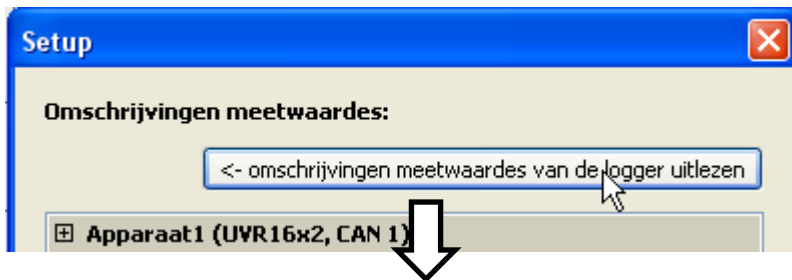 Setup
Omschrijvingen meetwaardes:
<- omschrijvingen meetwaardes van de logger uitlezen
Apparaat1 (UVR16x2, CAN 1)